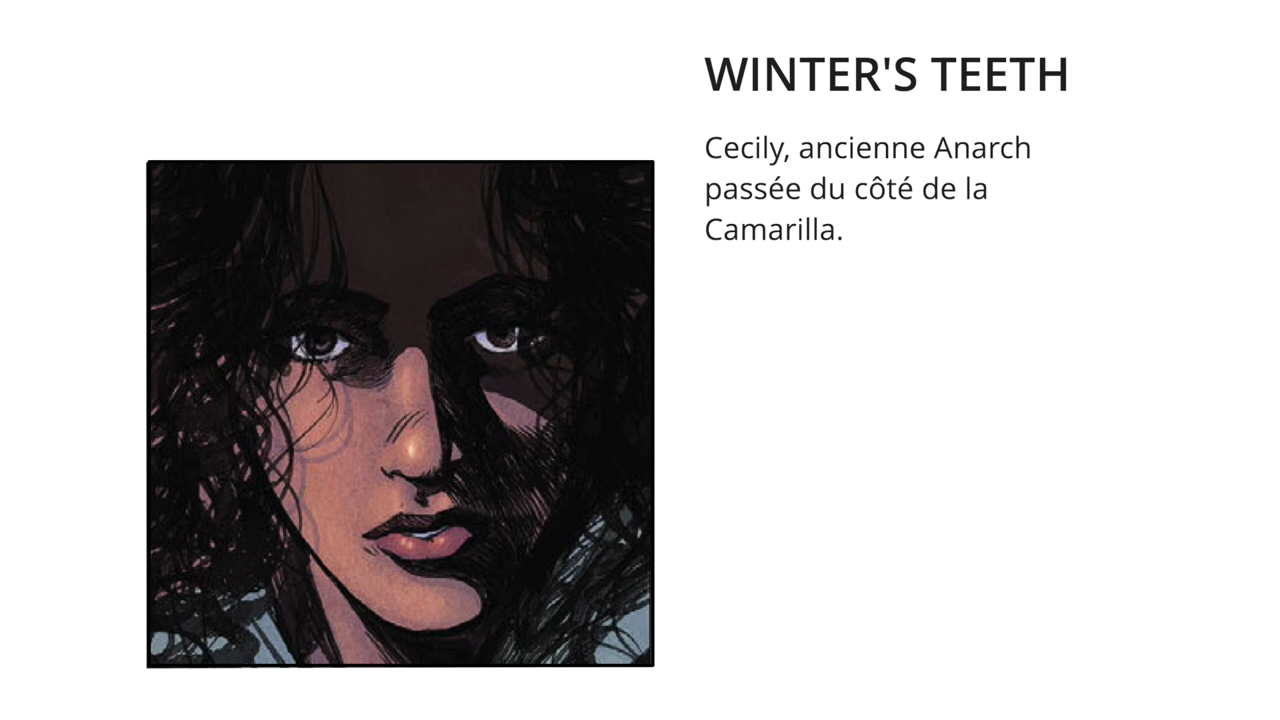 WINTER'S TEETH
Cecily, ancienne Anarch
passée du côté de la
Camarilla.